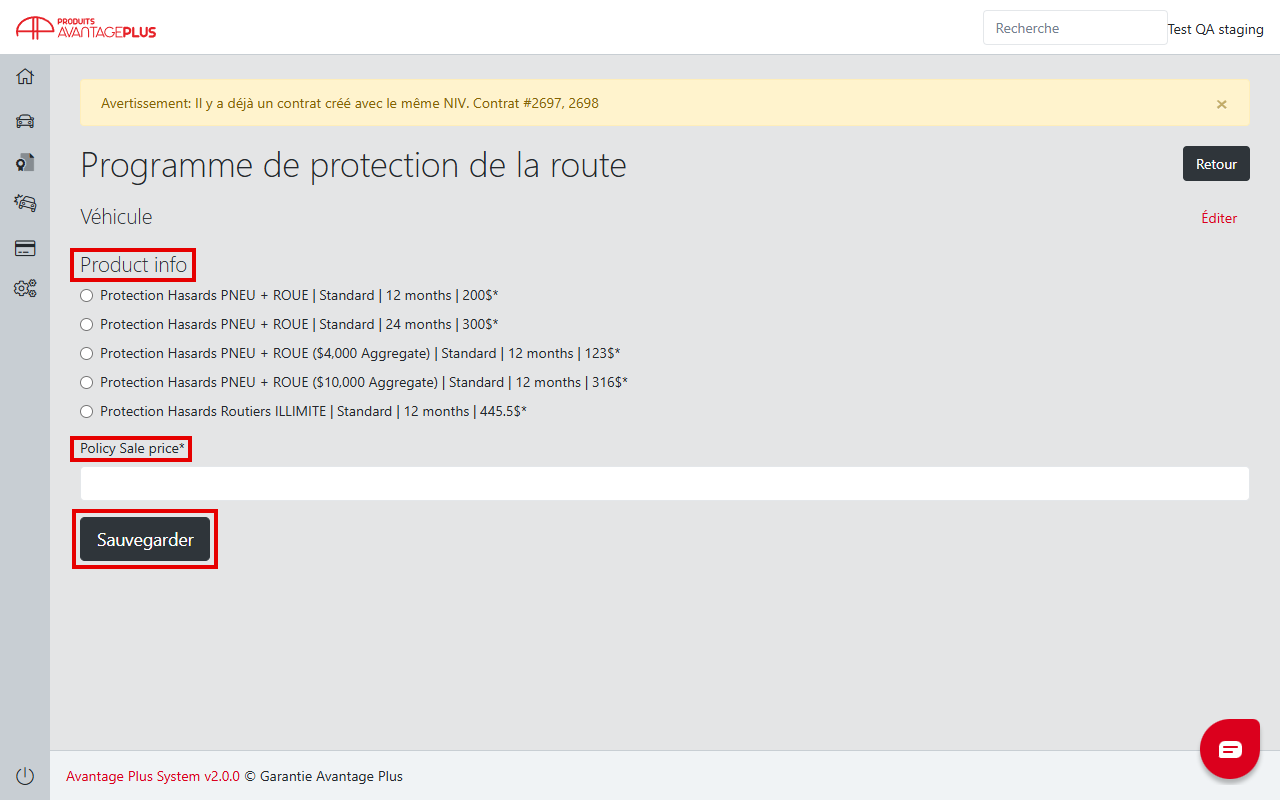 PRODUITS
AVANTAGEPLUS
Recherche
Test QA staging
Avertissement: Il y a déjà un contrat créé avec le même NIV. Contrat #2697, 2698
×
Programme de protection de la route
Retour
Véhicule
Éditer
Product info
Protection Hasards PNEU + ROUE | Standard | 12 months | 200$*
Protection Hasards PNEU + ROUE | Standard | 24 months | 300$*
Protection Hasards PNEU + ROUE ($4,000 Aggregate) | Standard | 12 months | 123$*
Protection Hasards PNEU + ROUE ($10,000 Aggregate) | Standard | 12 months | 316$*
Protection Hasards Routiers ILLIMITE | Standard | 12 months | 445.5$*
Policy Sale price*
Sauvegarder
Avantage Plus System v2.0.0 © Garantie Avantage Plus